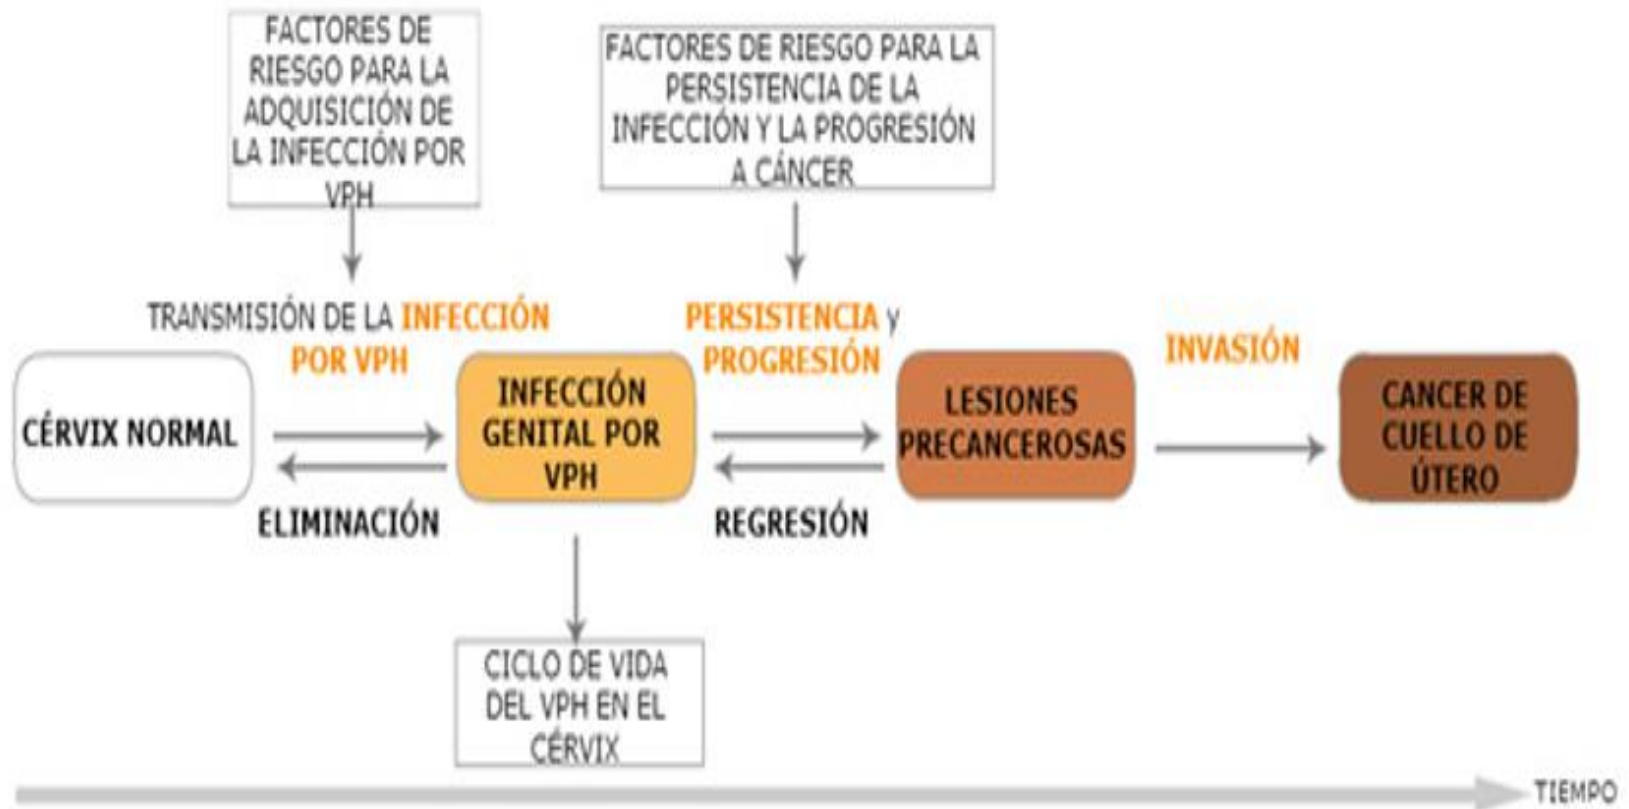 FACTORES DE
RIESGO PARA LA
ADQUISICIÓN DE
LA INFECCIÓN POR
VPH
FACTORES DE RIESGO PARA LA
PERSISTENCIA DE LA
INFECCIÓN Y LA PROGRESIÓN
A CÁNCER
TRANSMISIÓN DE LA INFECCIÓN
POR VPH
PERSISTENCIA y
PROGRESIÓN
INVASIÓN
CÉRVIX NORMAL
INFECCIÓN
GENITAL POR
VPH
LESIONES
PRECANCEROSAS
CANCER DE
CUELLO DE
ÚTERO
ELIMINACIÓN
REGRESIÓN
CICLO DE VIDA
DEL VPH EN EL
CÉRVIX
TIEMPO